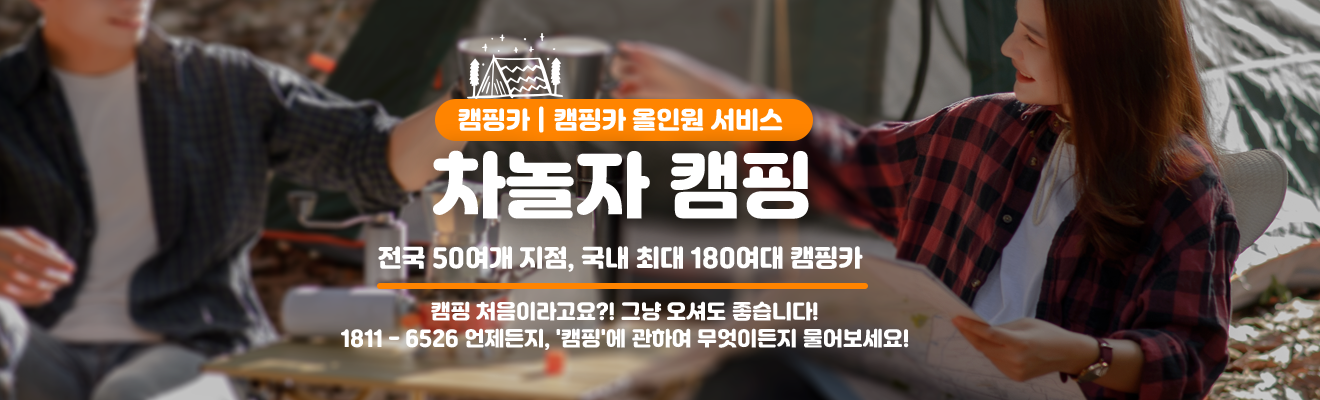 캠핑카 | 캠핑카 올인원 서비스
차놀자 캠핑
전국 50여개 지점, 국내 최대 180여대 캠핑카
캠핑 처음이라고요?! 그냥 오셔도 좋습니다!
1811 - 6526 언제든지, '캠핑'에 관하여 무엇이든지 물어보세요!